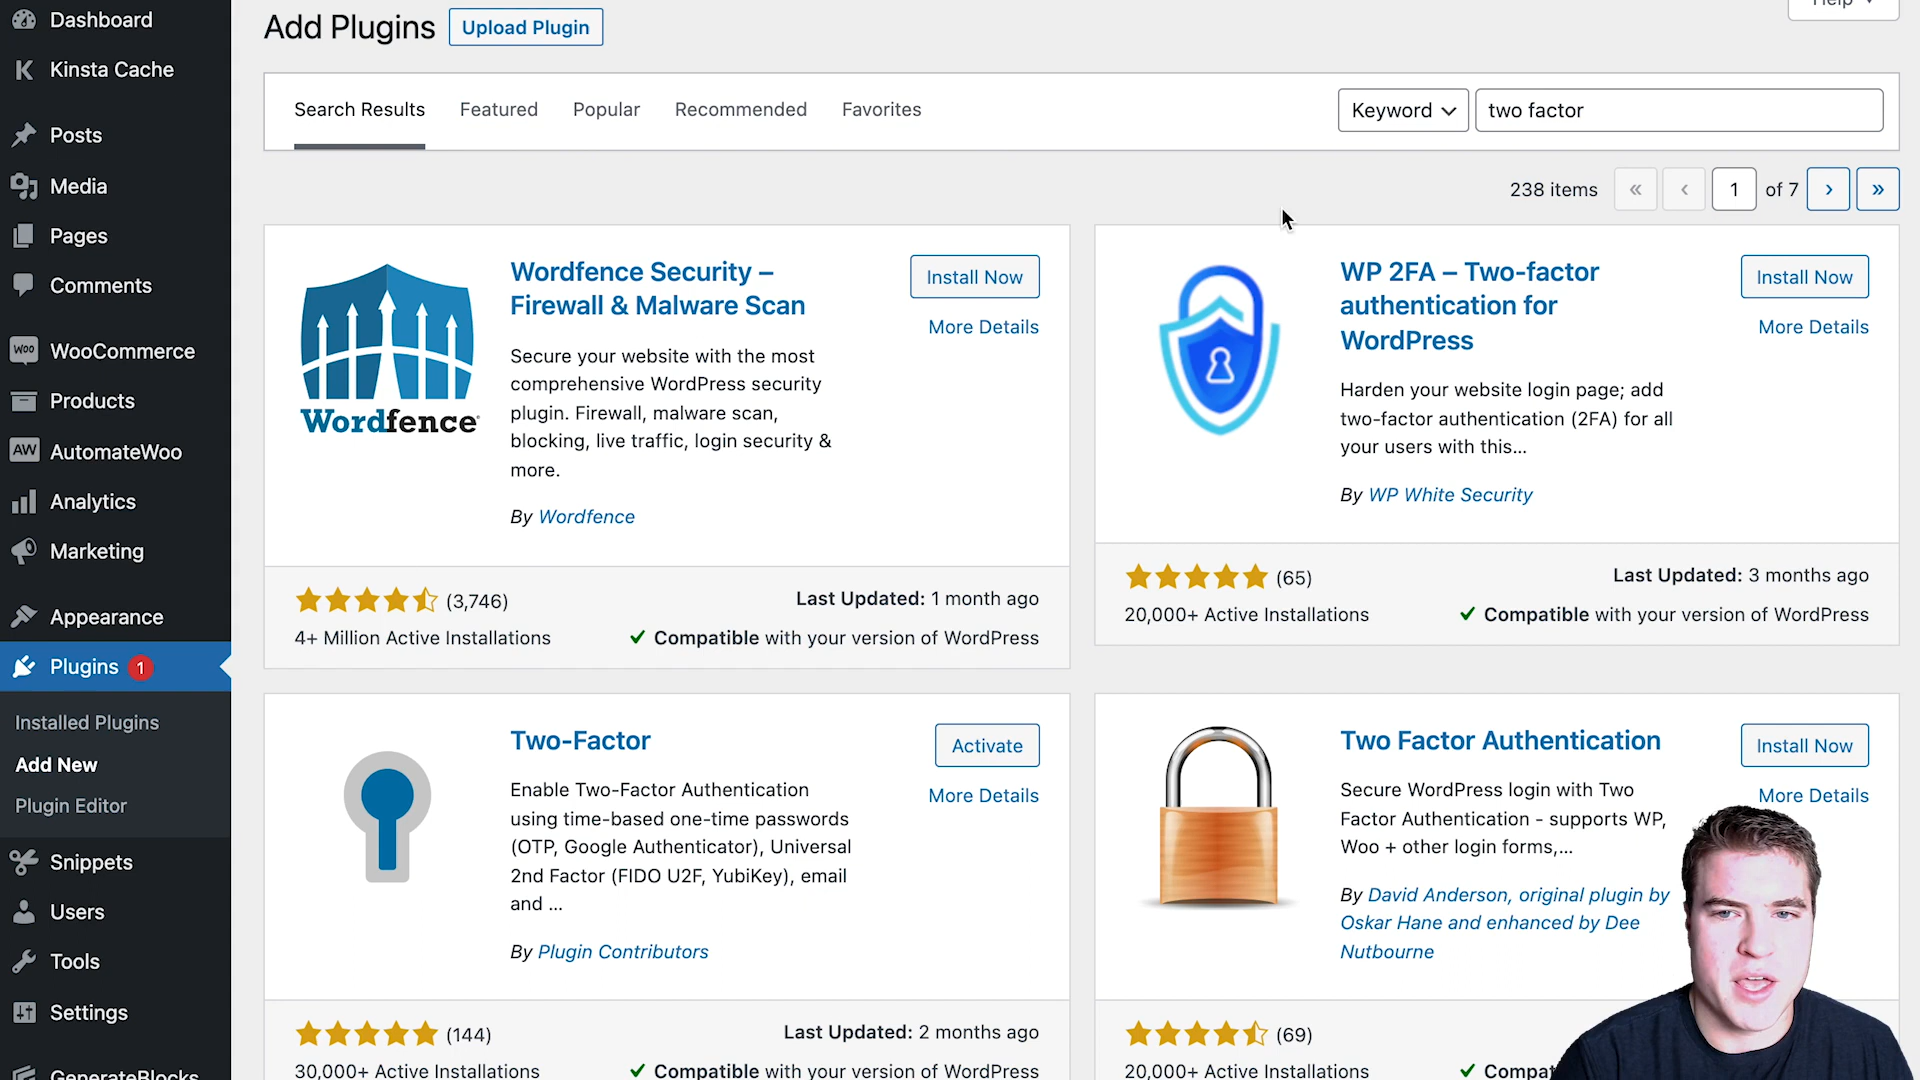 Dashboard
Kinsta Cache
Posts
Media
Pages
Comments
WooCommerce
Products
AutomateWoo
Analytics
Marketing
Appearance
Plugins 1
Installed Plugins
Add New
Plugin Editor
Snippets
Users
Tools
Settings
GenerateBlocks
Help
Add Plugins
Upload Plugin
Search Results
Featured
Popular
Recommended
Favorites
Keyword
two factor
238 items « ‹ 1 of 7 › »
Wordfence
Wordfence Security –
Firewall & Malware Scan
Install Now
More Details
Secure your website with the most
comprehensive WordPress security
plugin. Firewall, malware scan,
blocking, live traffic, login security &
more.
By Wordfence
(3,746)
Last Updated: 1 month ago
4+ Million Active Installations
Compatible with your version of WordPress
WP 2FA – Two-factor
authentication for
WordPress
Install Now
More Details
Harden your website login page; add
two-factor authentication (2FA) for all
your users with this...
By WP White Security
(65)
Last Updated: 3 months ago
20,000+ Active Installations
Compatible with your version of WordPress
Two-Factor
Activate
More Details
Enable Two-Factor Authentication
using time-based one-time passwords
(OTP, Google Authenticator), Universal
2nd Factor (FIDO U2F, YubiKey), email
and ...
By Plugin Contributors
(144)
Last Updated: 2 months ago
30,000+ Active Installations
Compatible with your version of WordPress
Two Factor Authentication
Install Now
More Details
Secure WordPress login with Two
Factor Authentication - supports WP,
Woo + other login forms,...
By David Anderson, original plugin by
Oskar Hane and enhanced by Dee
Nutbourne
(69)
20,000+ Active Installations